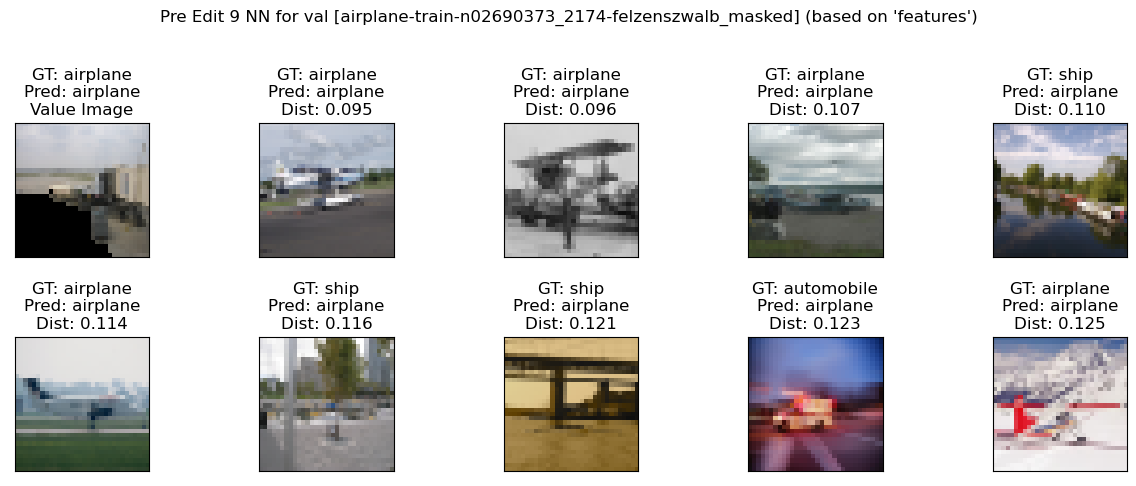 Pre Edit 9 NN for val [airplane-train-n02690373_2174-felzenszwalb_masked] (based on 'features')
GT: airplane
Pred: airplane
Value Image
GT: airplane
Pred: airplane
Dist: 0.095
GT: airplane
Pred: airplane
Dist: 0.096
GT: airplane
Pred: airplane
Dist: 0.107
GT: ship
Pred: airplane
Dist: 0.110
GT: airplane
Pred: airplane
Dist: 0.114
GT: ship
Pred: airplane
Dist: 0.116
GT: ship
Pred: airplane
Dist: 0.121
GT: automobile
Pred: airplane
Dist: 0.123
GT: airplane
Pred: airplane
Dist: 0.125